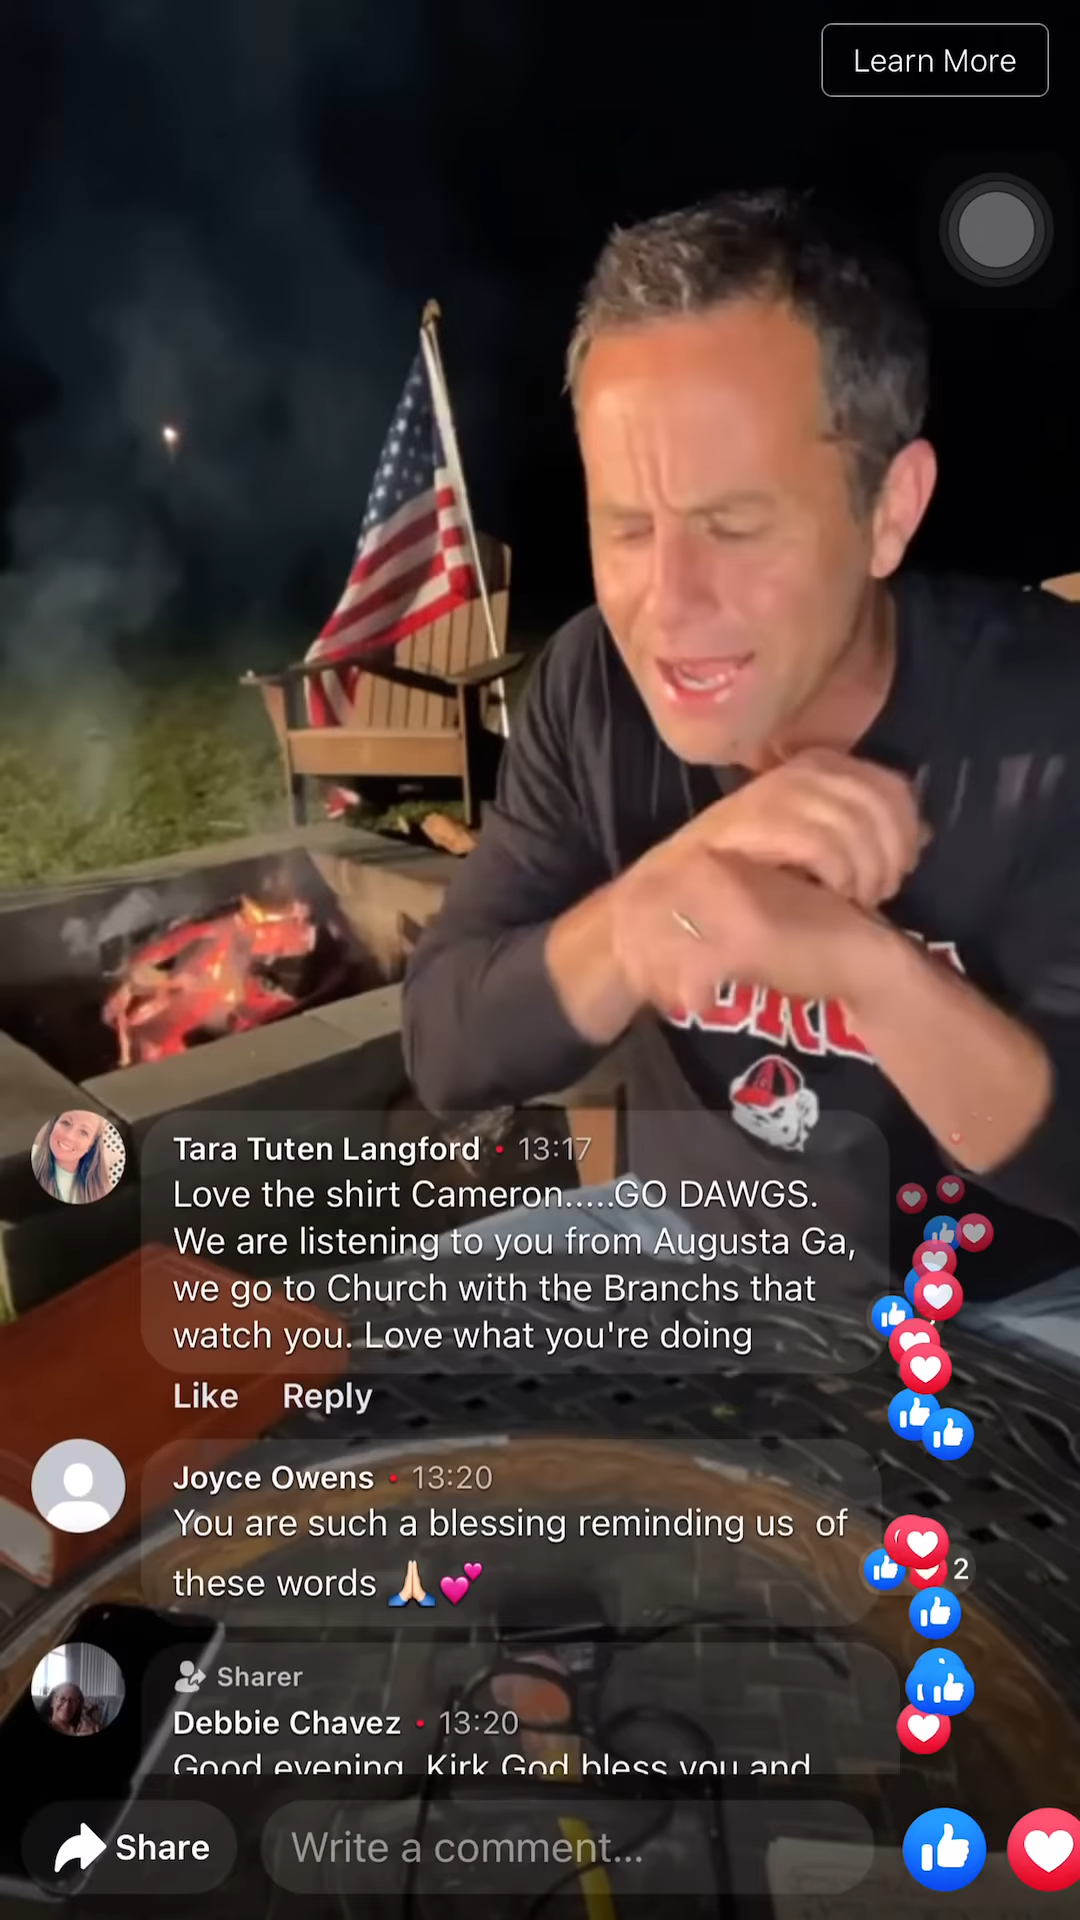 Learn More
Tara Tuten Langford • 13:17
Love the shirt Cameron.....GO DAWGS.
We are listening to you from Augusta Ga,
we go to Church with the Branchs that
watch you. Love what you're doing
Like Reply
Joyce Owens • 13:20
You are such a blessing reminding us of
these words 🙏🏻💕
2
Sharer
Debbie Chavez • 13:20
Good evening Kirk God bless you and
Share
Write a comment...